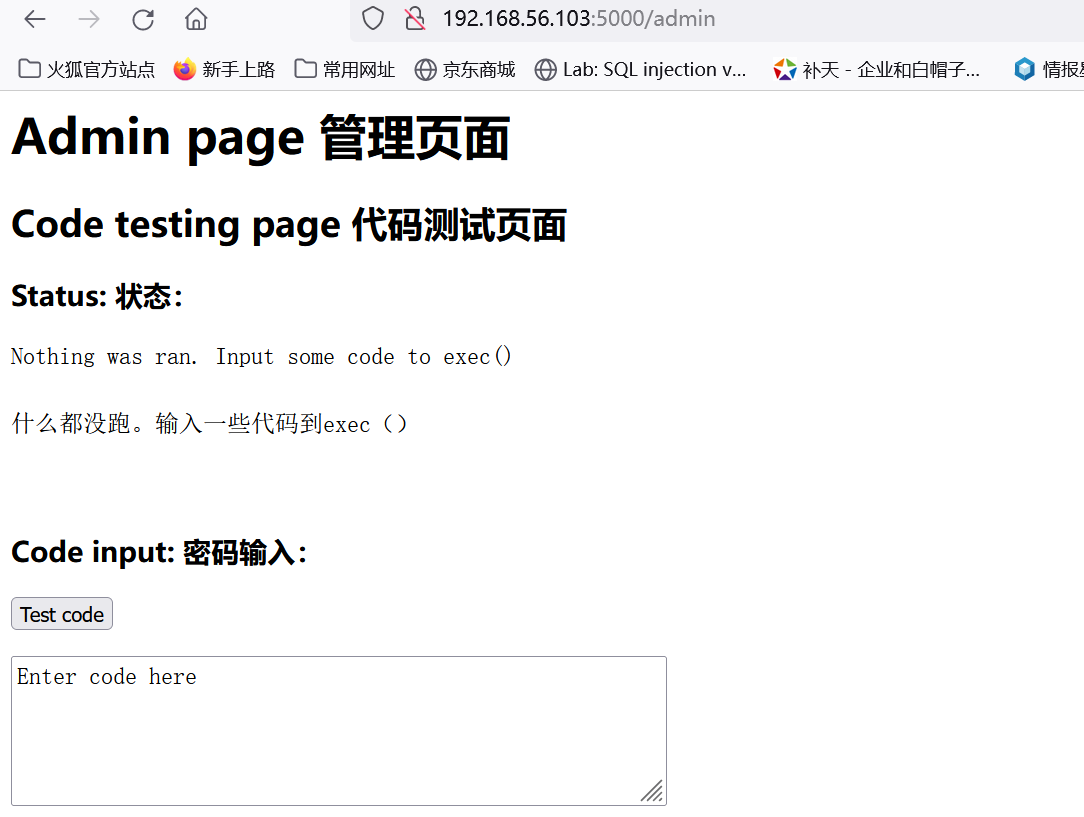 192.168.56.103:5000/admin
火狐官方站点 新手上路 常用网址 京东商城 Lab: SQL injection v... 补天 - 企业和白帽子... 情报
Admin page 管理页面
Code testing page 代码测试页面
Status: 状态：
Nothing was ran. Input some code to exec()
什么都没跑。输入一些代码到exec（）
Code input: 密码输入：
Test code
Enter code here